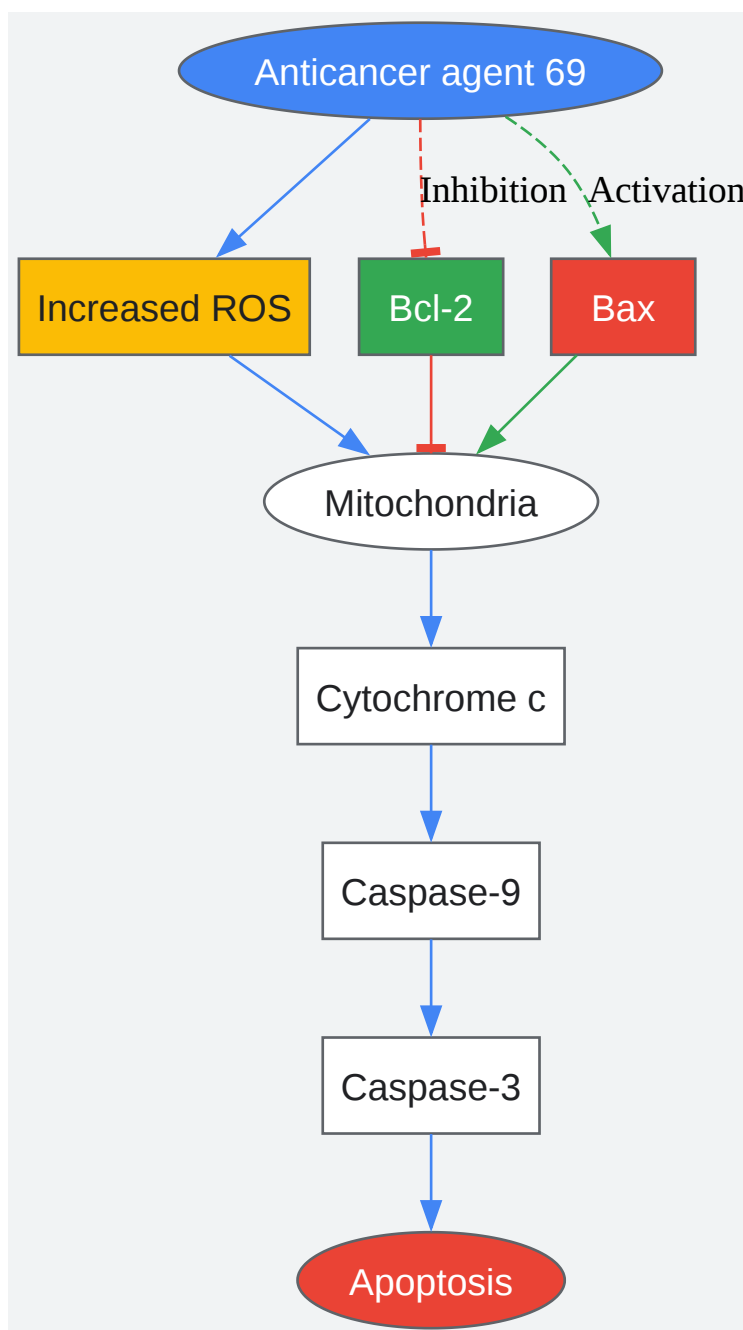 Anticancer agent 69
Inhibition
Activation
Increased ROS
Bcl-2
Bax
Mitochondria
Cytochrome c
Caspase-9
Caspase-3
Apoptosis